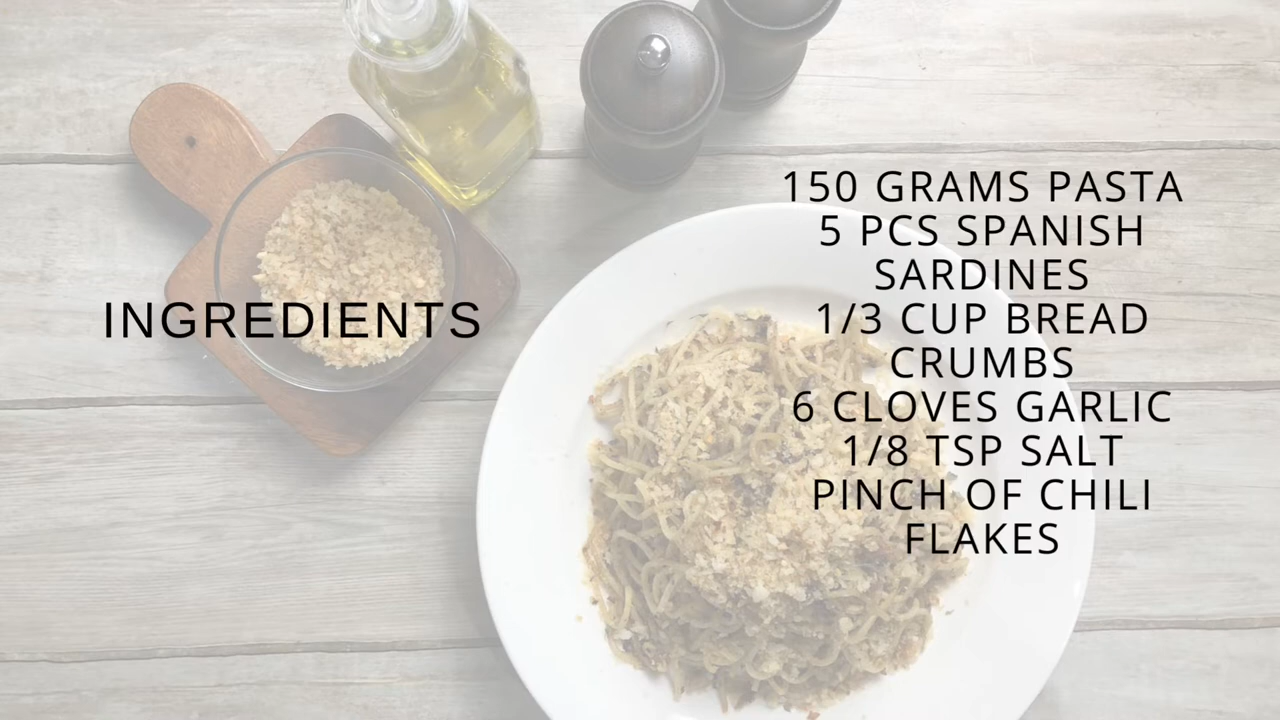 INGREDIENTS
150 GRAMS PASTA
5 PCS SPANISH
SARDINES
1/3 CUP BREAD
CRUMBS
6 CLOVES GARLIC
1/8 TSP SALT
PINCH OF CHILI
FLAKES